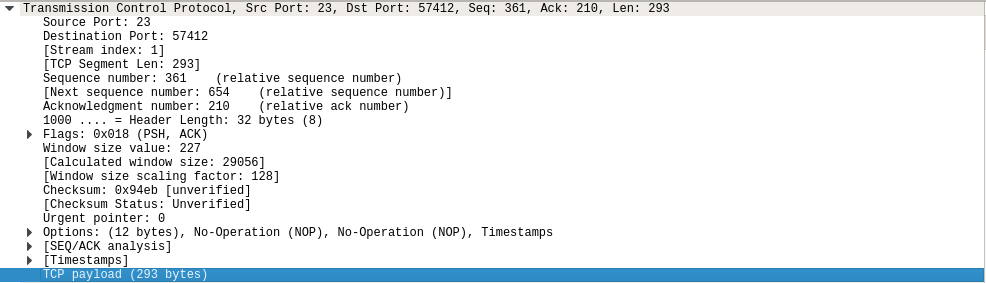 Transmission Control Protocol, Src Port: 23, Dst Port: 57412, Seq: 361, Ack: 210, Len: 293
Source Port: 23
Destination Port: 57412
[Stream index: 1]
[TCP Segment Len: 293]
Sequence number: 361    (relative sequence number)
[Next sequence number: 654    (relative sequence number)]
Acknowledgment number: 210    (relative ack number)
1000 .... = Header Length: 32 bytes (8)
Flags: 0x018 (PSH, ACK)
Window size value: 227
[Calculated window size: 29056]
[Window size scaling factor: 128]
Checksum: 0x94eb [unverified]
[Checksum Status: Unverified]
Urgent pointer: 0
Options: (12 bytes), No-Operation (NOP), No-Operation (NOP), Timestamps
[SEQ/ACK analysis]
[Timestamps]
TCP payload (293 bytes)